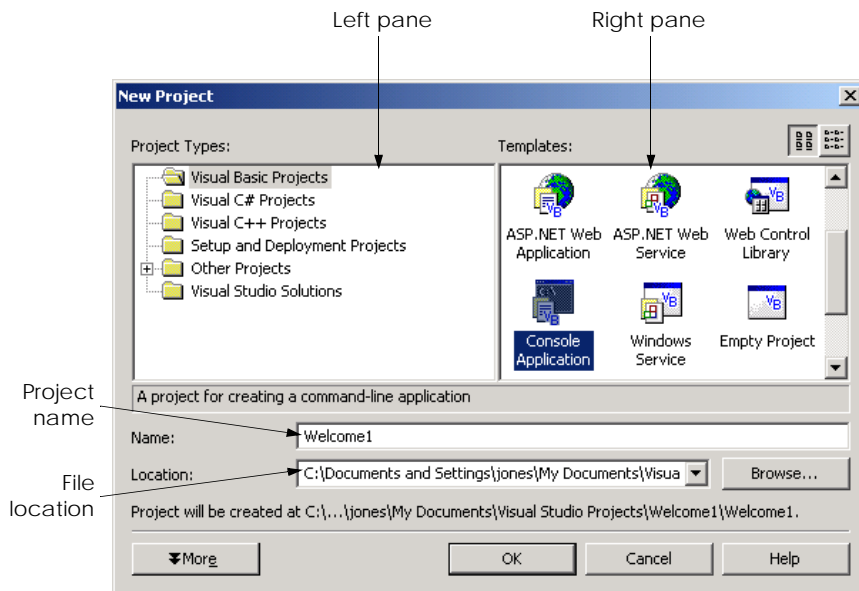 Left pane
Right pane
New Project
Project Types:
Templates:
Visual Basic Projects
Visual C# Projects
Visual C++ Projects
Setup and Deployment Projects
Other Projects
Visual Studio Solutions
ASP.NET Web Application
ASP.NET Web Service
Web Control Library
Console Application
Windows Service
Empty Project
A project for creating a command-line application
Project name
Name:
Welcome1
File location
Location:
C:\Documents and Settings\jones\My Documents\Visua
Browse...
Project will be created at C:\...\jones\My Documents\Visual Studio Projects\Welcome1\Welcome1.
More
OK
Cancel
Help